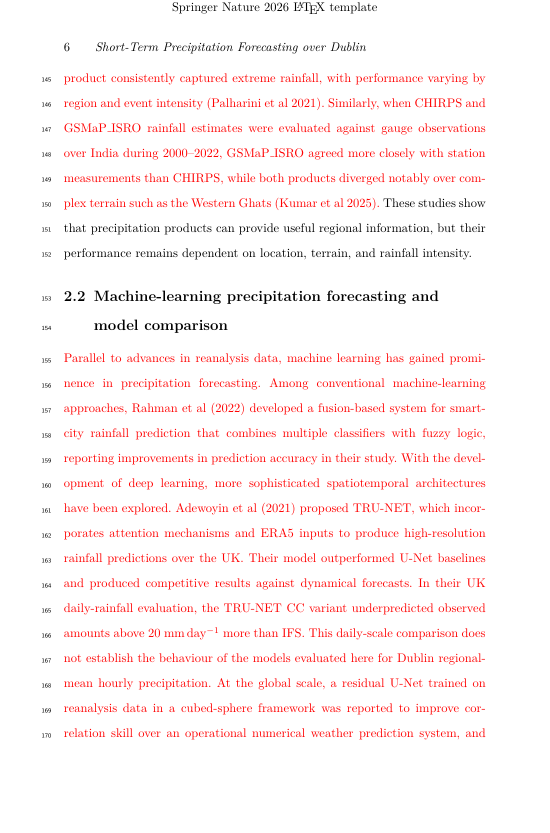 Springer Nature 2026 LATEX template
6 Short-Term Precipitation Forecasting over Dublin
145 product consistently captured extreme rainfall, with performance varying by
146 region and event intensity (Palharini et al 2021). Similarly, when CHIRPS and
147 GSMaP_ISRO rainfall estimates were evaluated against gauge observations
148 over India during 2000–2022, GSMaP_ISRO agreed more closely with station
149 measurements than CHIRPS, while both products diverged notably over com-
150 plex terrain such as the Western Ghats (Kumar et al 2025). These studies show
151 that precipitation products can provide useful regional information, but their
152 performance remains dependent on location, terrain, and rainfall intensity.
153 2.2 Machine-learning precipitation forecasting and
154 model comparison
155 Parallel to advances in reanalysis data, machine learning has gained promi-
156 nence in precipitation forecasting. Among conventional machine-learning
157 approaches, Rahman et al (2022) developed a fusion-based system for smart-
158 city rainfall prediction that combines multiple classifiers with fuzzy logic,
159 reporting improvements in prediction accuracy in their study. With the devel-
160 opment of deep learning, more sophisticated spatiotemporal architectures
161 have been explored. Adewoyin et al (2021) proposed TRU-NET, which incor-
162 porates attention mechanisms and ERA5 inputs to produce high-resolution
163 rainfall predictions over the UK. Their model outperformed U-Net baselines
164 and produced competitive results against dynamical forecasts. In their UK
165 daily-rainfall evaluation, the TRU-NET CC variant underpredicted observed
166 amounts above 20 mm day⁻¹ more than IFS. This daily-scale comparison does
167 not establish the behaviour of the models evaluated here for Dublin regional-
168 mean hourly precipitation. At the global scale, a residual U-Net trained on
169 reanalysis data in a cubed-sphere framework was reported to improve cor-
170 relation skill over an operational numerical weather prediction system, and